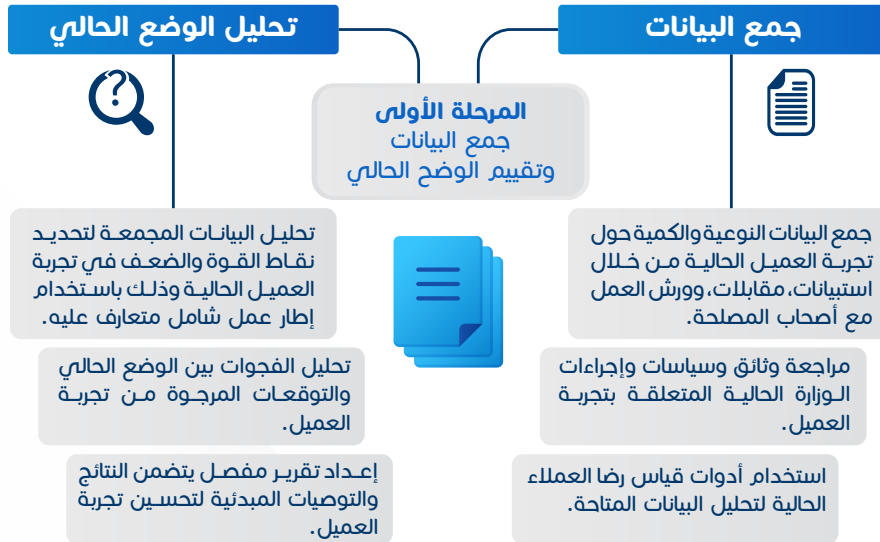 جمع البيانات
تحليل الوضع الحالي
المرحلة الأولى
جمع البيانات
وتقييم الوضح الحالي
جمع البيانات النوعية والكمية حول
تجربة العميل الحالية من خلال
استبيانات، مقابلات، وورش العمل
مع أصحاب المصلحة.
مراجعة وثائق وسياسات وإجراءات
الوزارة الحالية المتعلقة بتجربة
العميل.
استخدام أدوات قياس رضا العملاء
الحالية لتحليل البيانات المتاحة.
تحليل البيانات المجمعة لتحديد
نقاط القوة والضعف في تجربة
العميل الحالية وذلك باستخدام
إطار عمل شامل متعارف عليه.
تحليل الفجوات بين الوضع الحالي
والتوقعات المرجوة من تجربة
العميل.
إعداد تقرير مفصل يتضمن النتائج
والتوصيات المبدئية لتحسين تجربة
العميل.